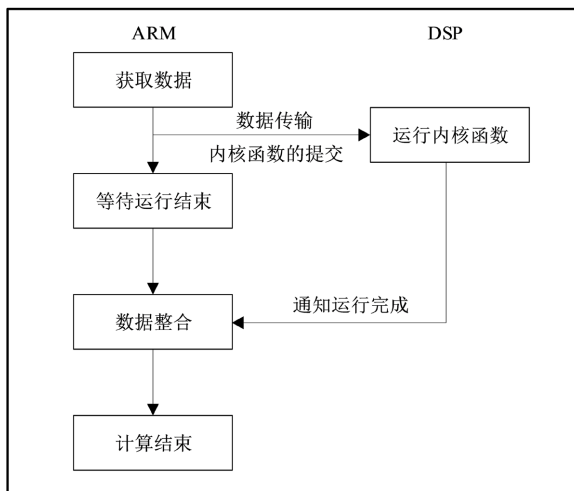 ARM
DSP
获取数据
数据传输
内核函数的提交
运行内核函数
等待运行结束
通知运行完成
数据整合
计算结束